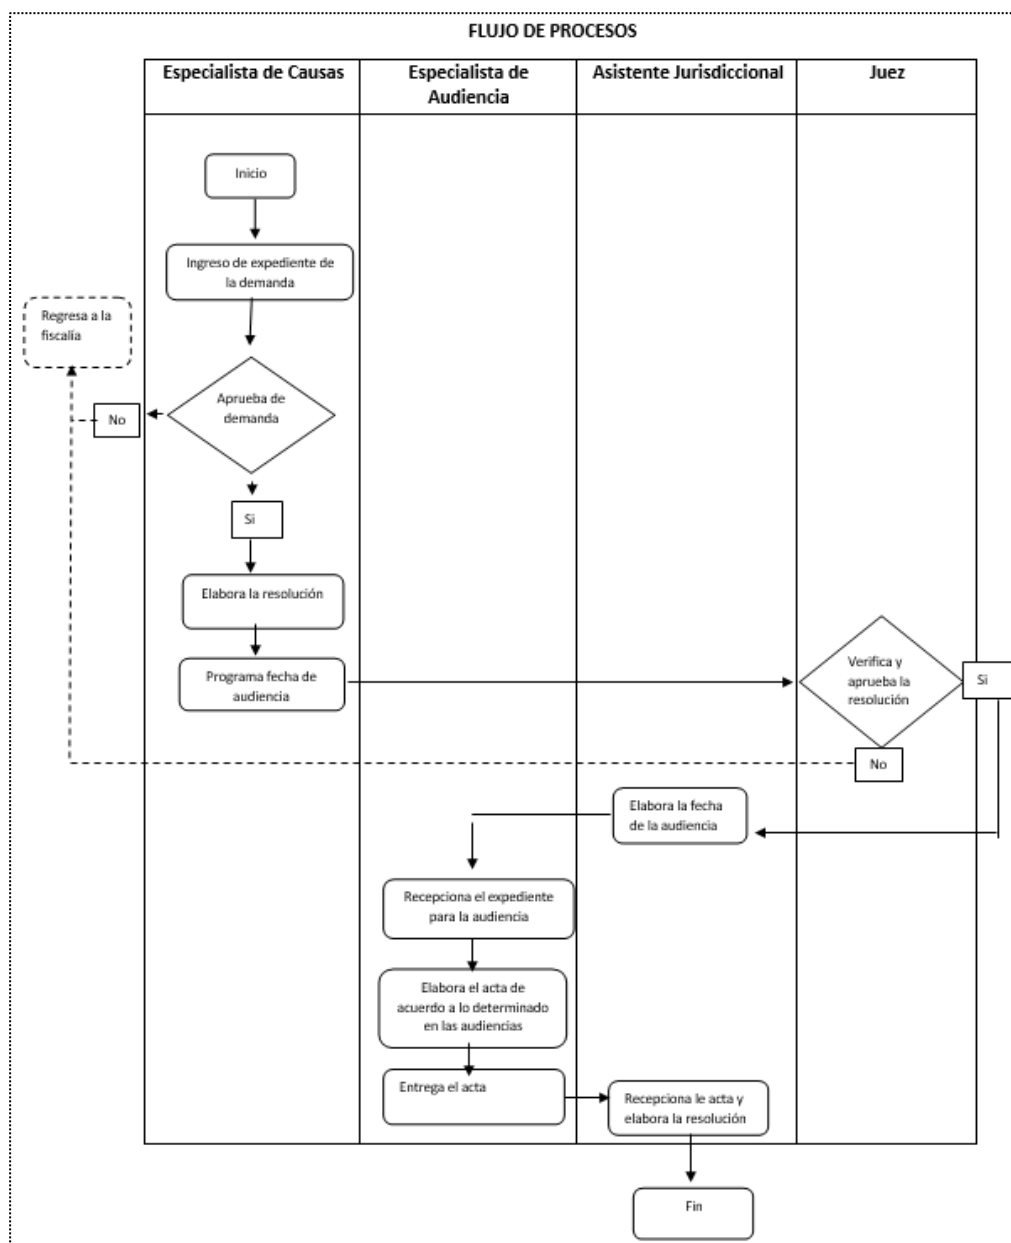 FLUJO DE PROCESOS
Especialista de Causas
Especialista de
Audiencia
Asistente Jurisdiccional
Juez
Inicio
Ingreso de expediente de
la demanda
Regresa a la
fiscalía
Aprueba de
demanda
No
Si
Elabora la resolución
Programa fecha de
audiencia
Verifica y
aprueba la
resolución
Si
No
Elabora la fecha
de la audiencia
Recepciona el expediente
para la audiencia
Elabora el acta de
acuerdo a lo determinado
en las audiencias
Entrega el acta
Recepciona le acta y
elabora la resolución
Fin